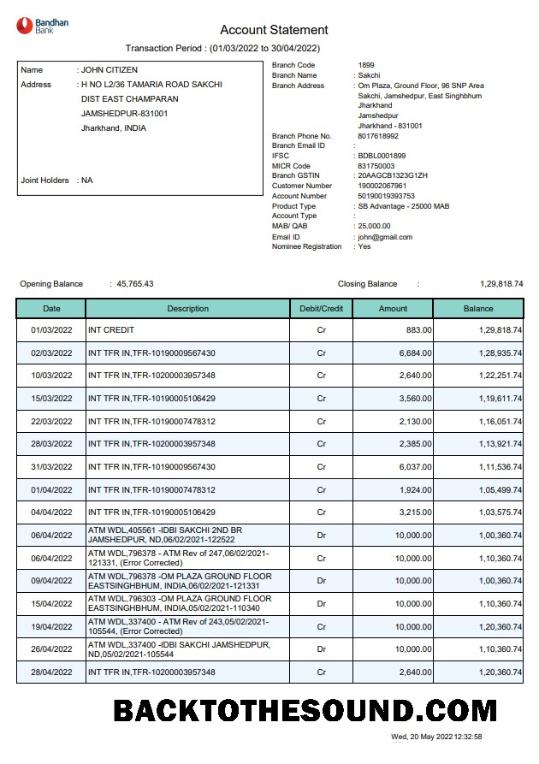 Bandhan
Bank
Account Statement
Transaction Period : (01/03/2022 to 30/04/2022)
Name : JOHN CITIZEN
Address : H NO L2/36 TAMARIA ROAD SAKCHI
DIST EAST CHAMPARAN
JAMSHEDPUR-831001
Jharkhand, INDIA
Joint Holders : NA
Branch Code 1899
Branch Name : Sakchi
Branch Address : Om Plaza, Ground Floor, 96 SNP Area
Sakchi, Jamshedpur, East Singhbhum
Jharkhand
Jamshedpur
Jharkhand - 831001
Branch Phone No. 8017618992
Branch Email ID :
IFSC : BDBL0001899
MICR Code 831750003
Branch GSTIN : 20AAGCB1323G1ZH
Customer Number 190002067961
Account Number 50190019393753
Product Type : SB Advantage - 25000 MAB
Account Type :
MAB/ QAB : 25,000.00
Email ID : john@gmail.com
Nominee Registration : Yes
Opening Balance : 45,765.43
Closing Balance : 1,29,818.74
Date Description Debit/Credit Amount Balance
01/03/2022 INT CREDIT Cr 883.00 1,29,818.74
02/03/2022 INT TFR IN,TFR-10190009567430 Cr 6,684.00 1,28,935.74
10/03/2022 INT TFR IN,TFR-10200003957348 Cr 2,640.00 1,22,251.74
15/03/2022 INT TFR IN,TFR-10190005106429 Cr 3,560.00 1,19,611.74
22/03/2022 INT TFR IN,TFR-10190007478312 Cr 2,130.00 1,16,051.74
28/03/2022 INT TFR IN,TFR-10200003957348 Cr 2,385.00 1,13,921.74
31/03/2022 INT TFR IN,TFR-10190009567430 Cr 6,037.00 1,11,536.74
01/04/2022 INT TFR IN,TFR-10190007478312 Cr 1,924.00 1,05,499.74
04/04/2022 INT TFR IN,TFR-10190005106429 Cr 3,215.00 1,03,575.74
06/04/2022 ATM WDL,405561 -IDBI SAKCHI 2ND BR Dr 10,000.00 1,00,360.74
JAMSHEDPUR, ND,06/02/2021-122522
06/04/2022 ATM WDL,796378 - ATM Rev of 247,06/02/2021- Cr 10,000.00 1,10,360.74
121331, (Error Corrected)
09/04/2022 ATM WDL,796378 -OM PLAZA GROUND FLOOR Dr 10,000.00 1,00,360.74
EASTSINGHBHUM, INDIA,06/02/2021-121331
15/04/2022 ATM WDL,796303 -OM PLAZA GROUND FLOOR Dr 10,000.00 1,10,360.74
EASTSINGHBHUM, INDIA,05/02/2021-110340
19/04/2022 ATM WDL,337400 - ATM Rev of 243,05/02/2021- Cr 10,000.00 1,20,360.74
105544, (Error Corrected)
26/04/2022 ATM WDL,337400 -IDBI SAKCHI JAMSHEDPUR, Dr 10,000.00 1,10,360.74
ND,05/02/2021-105544
28/04/2022 INT TFR IN,TFR-10200003957348 Cr 2,640.00 1,20,360.74
BACKTOTHESOUND.COM
Wed, 20 May 2022 12:32:58